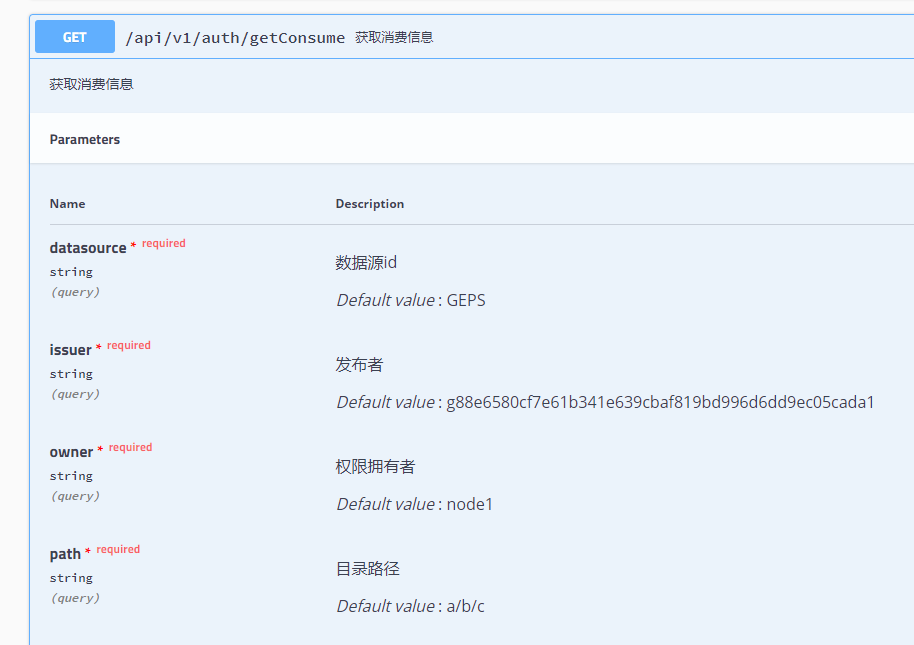 GET /api/v1/auth/getConsume 获取消费信息
获取消费信息
Parameters
Name Description
datasource * required
string
(query)
数据源id
Default value : GEPS
issuer * required
string
(query)
发布者
Default value : g88e6580cf7e61b341e639cbaf819bd996d6dd9ec05cada1
owner * required
string
(query)
权限拥有者
Default value : node1
path * required
string
(query)
目录路径
Default value : a/b/c